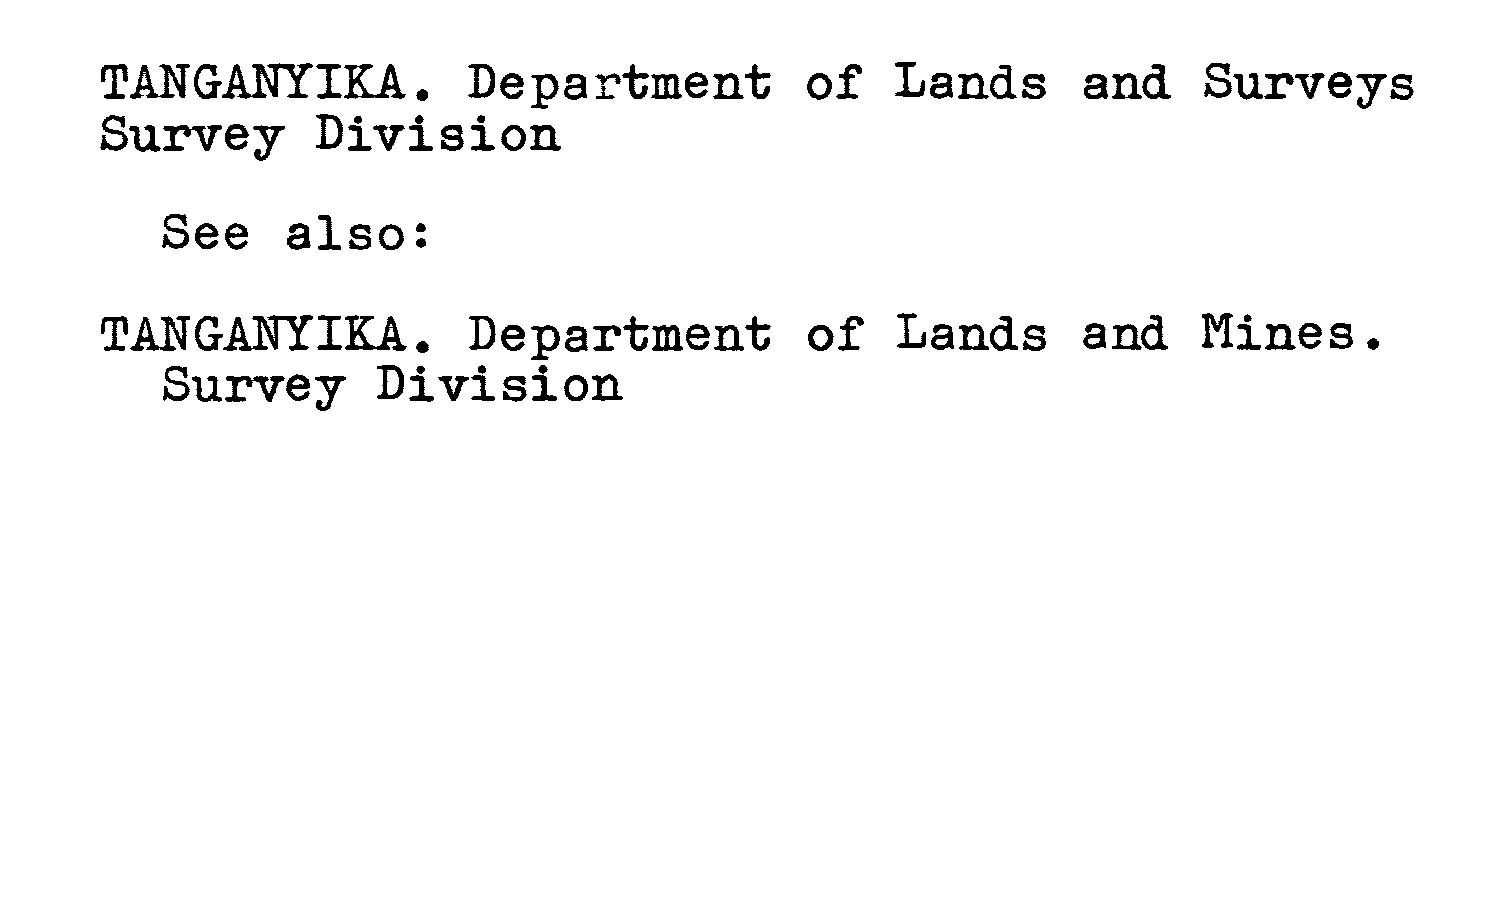 TANGANYIKA. Department of Lands and Surveys
Survey Division
See also:
TANGANYIKA. Department of Lands and Mines.
Survey Division